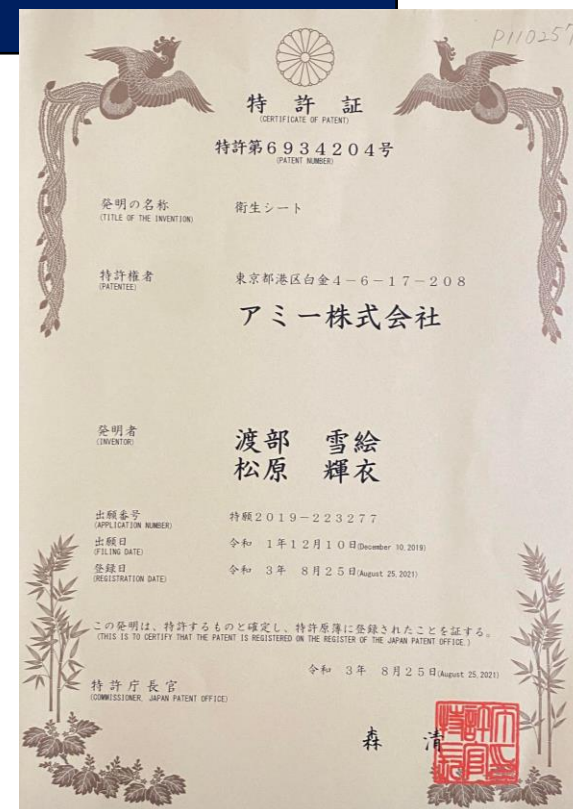 P110257
特許証
(CERTIFICATE OF PATENT)
特許第6934204号
(PATENT NUMBER)
発明の名称
(TITLE OF THE INVENTION)
衛生シート
特許権者
(PATENTEE)
東京都港区白金4-6-17-208
アミー株式会社
発明者
(INVENTOR)
渡部 雪絵
松原 輝衣
出願番号
(APPLICATION NUMBER)
特願2019-223277
出願日
(FILING DATE)
令和 1年12月10日(December 10,2019)
登録日
(REGISTRATION DATE)
令和 3年 8月25日(August 25,2021)
この発明は、特許するものと確定し、特許原簿に登録されたことを証する。
(THIS IS TO CERTIFY THAT THE PATENT IS REGISTERED ON THE REGISTER OF THE JAPAN PATENT OFFICE.)
令和 3年 8月25日(August 25,2021)
特許庁長官
(COMMISSIONER, JAPAN PATENT OFFICE)
森 清